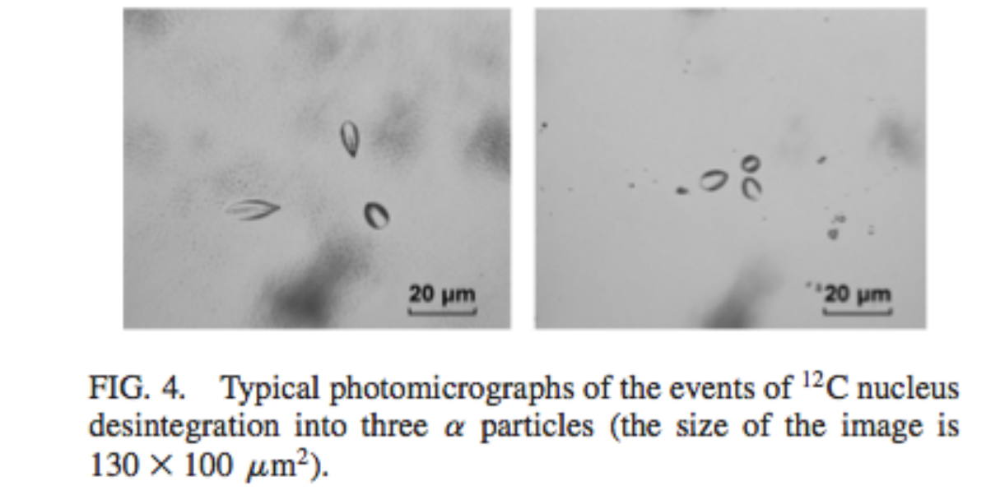 20 μm
20 μm
FIG. 4. Typical photomicrographs of the events of ¹²C nucleus
desintegration into three α particles (the size of the image is
130 × 100 μm²).